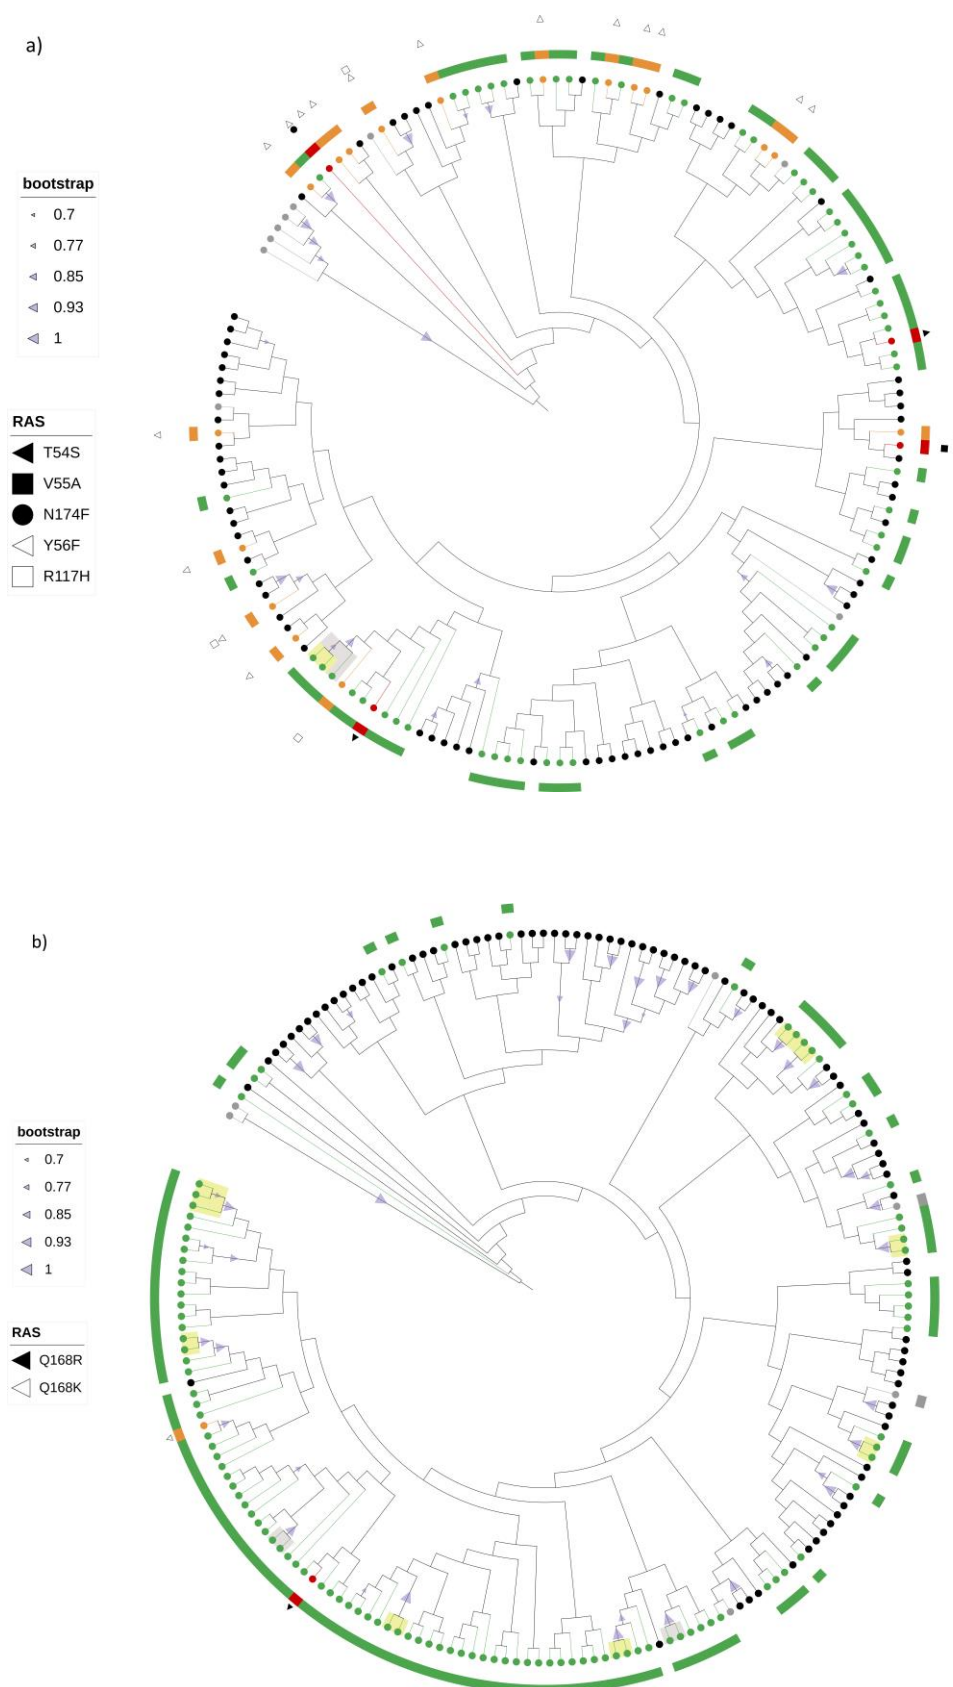 a)
bootstrap
0.7
0.77
0.85
0.93
1
RAS
T54S
V55A
N174F
Y56F
R117H
b)
bootstrap
0.7
0.77
0.85
0.93
1
RAS
Q168R
Q168K